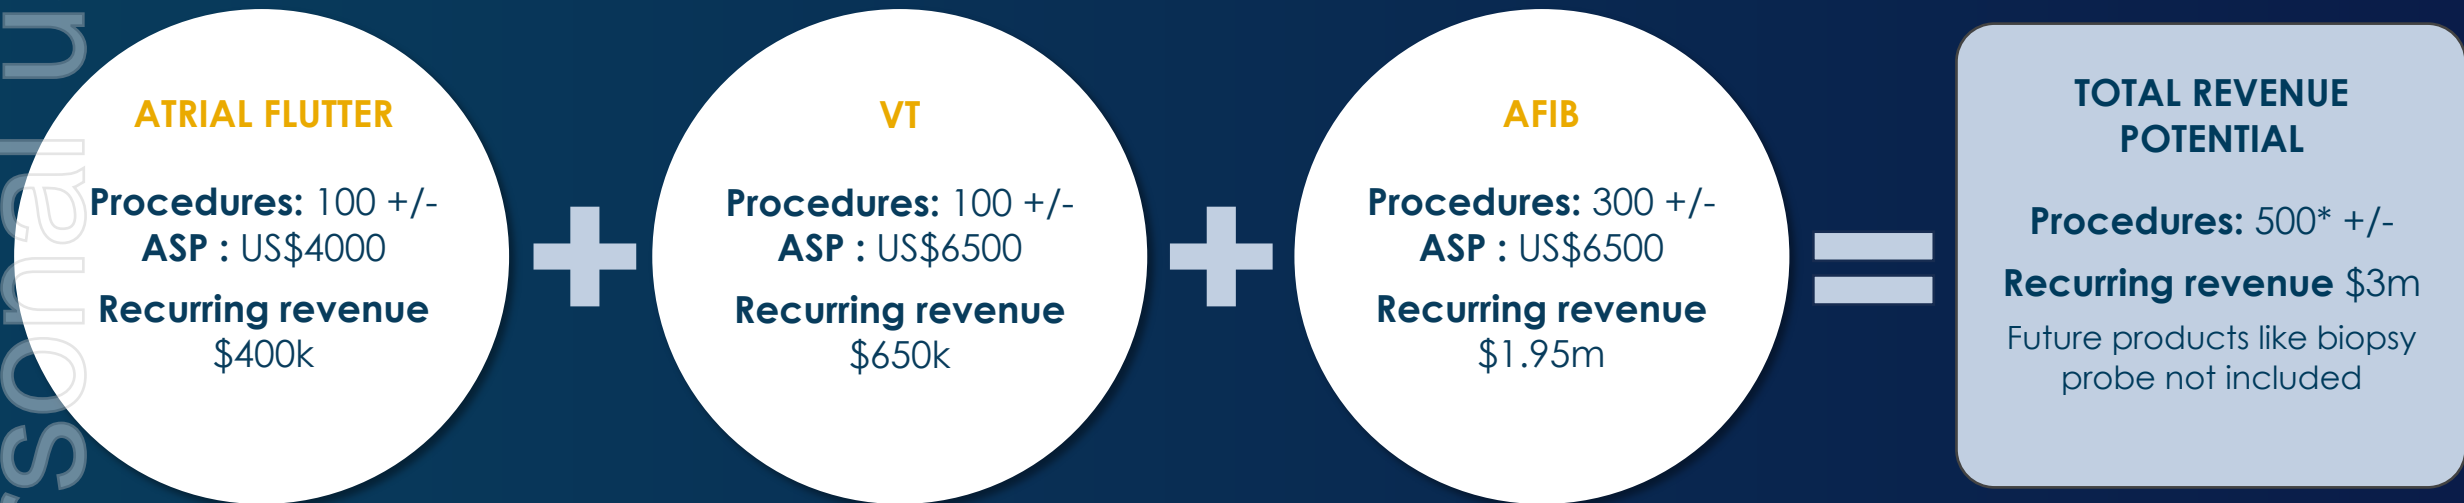 ATRIAL FLUTTER
Procedures: 100 +/-
ASP : US$4000
Recurring revenue
$400k
VT
Procedures: 100 +/-
ASP : US$6500
Recurring revenue
$650k
AFIB
Procedures: 300 +/-
ASP : US$6500
Recurring revenue
$1.95m
TOTAL REVENUE
POTENTIAL
Procedures: 500* +/-
Recurring revenue $3m
Future products like biopsy
probe not included